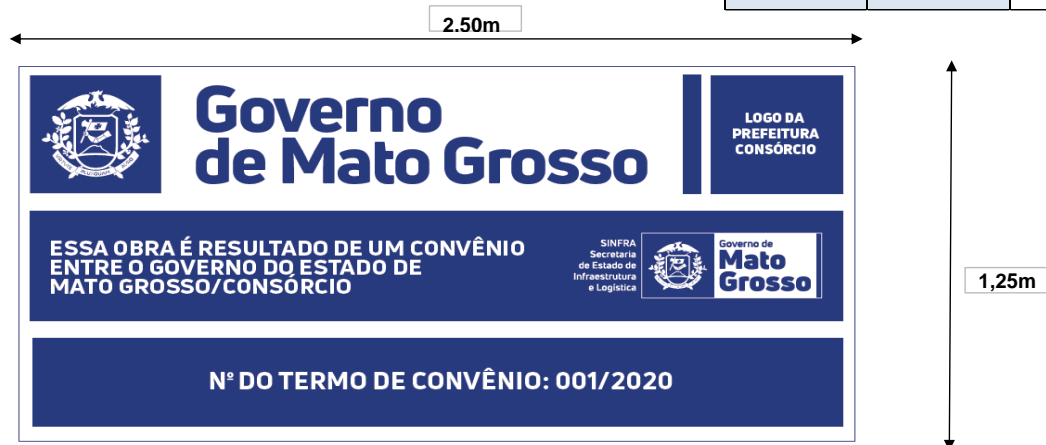 2.50m
Governo
de Mato Grosso
LOGO DA
PREFEITURA
CONSÓRCIO
ESSA OBRA É RESULTADO DE UM CONVÊNIO
ENTRE O GOVERNO DO ESTADO DE
MATO GROSSO/CONSÓRCIO
SINFRA
Secretaria
de Estado de
Infraestrutura
e Logística
Governo de
Mato
Grosso
1,25m
Nº DO TERMO DE CONVÊNIO: 001/2020